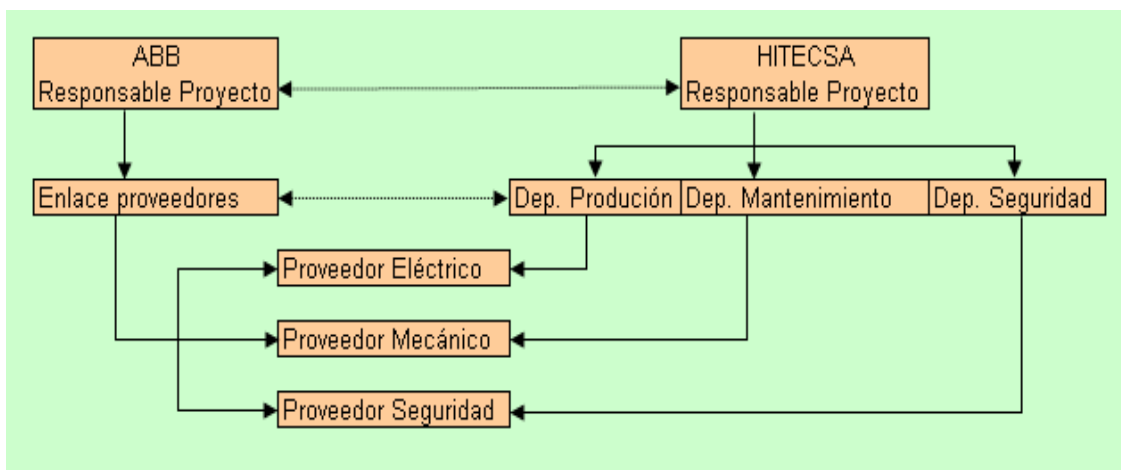 ABB
Responsable Proyecto
HITECSA
Responsable Proyecto
Enlace proveedores
Dep. Produción
Dep. Mantenimiento
Dep. Seguridad
Proveedor Eléctrico
Proveedor Mecánico
Proveedor Seguridad